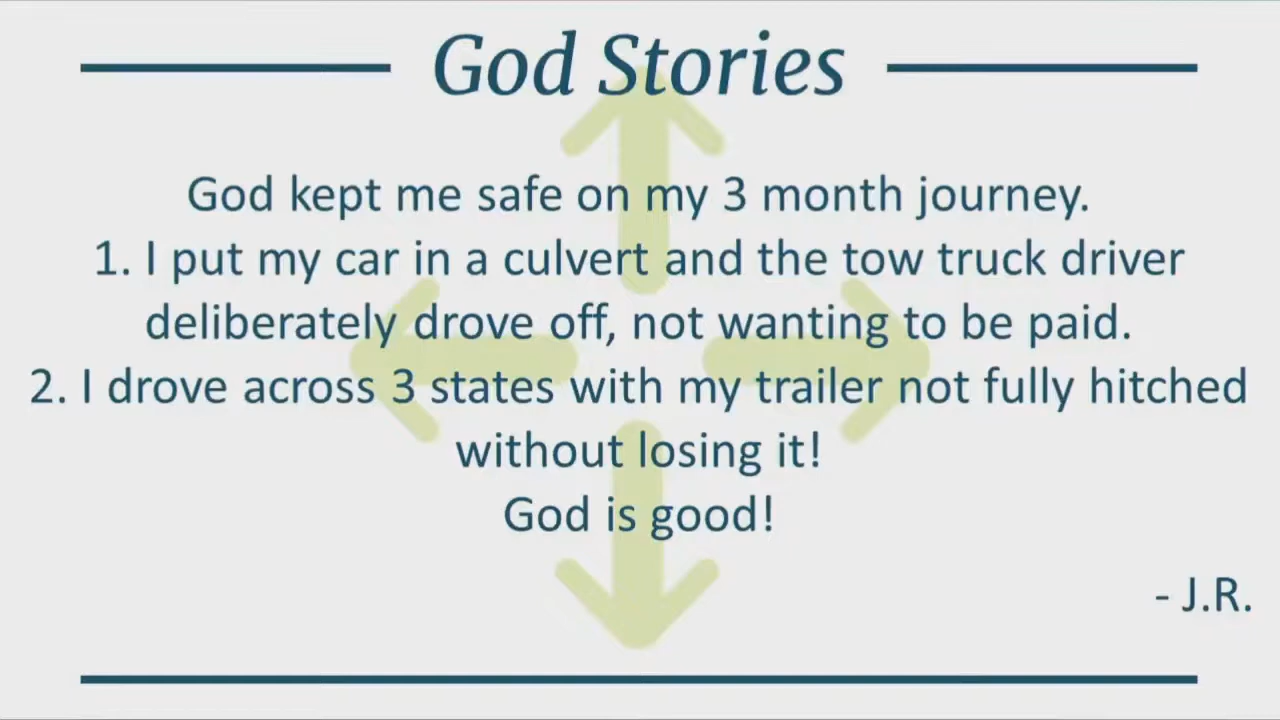 God Stories
God kept me safe on my 3 month journey.
1. I put my car in a culvert and the tow truck driver
deliberately drove off, not wanting to be paid.
2. I drove across 3 states with my trailer not fully hitched
without losing it!
God is good!
- J.R.